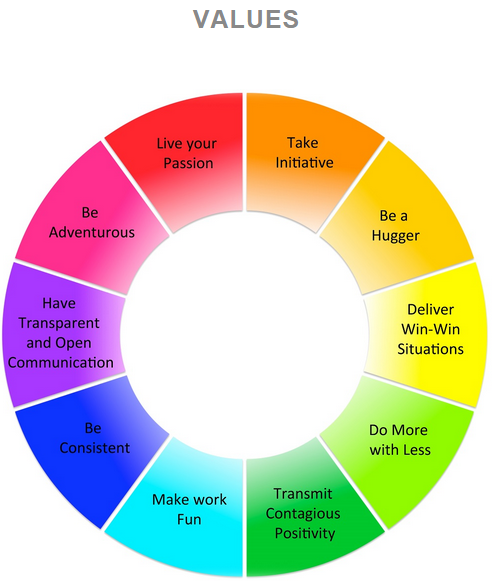 VALUES
Take
Initiative
Be a
Hugger
Deliver
Win-Win
Situations
Do More
with Less
Transmit
Contagious
Positivity
Make work
Fun
Be
Consistent
Have
Transparent
and Open
Communication
Be
Adventurous
Live your
Passion